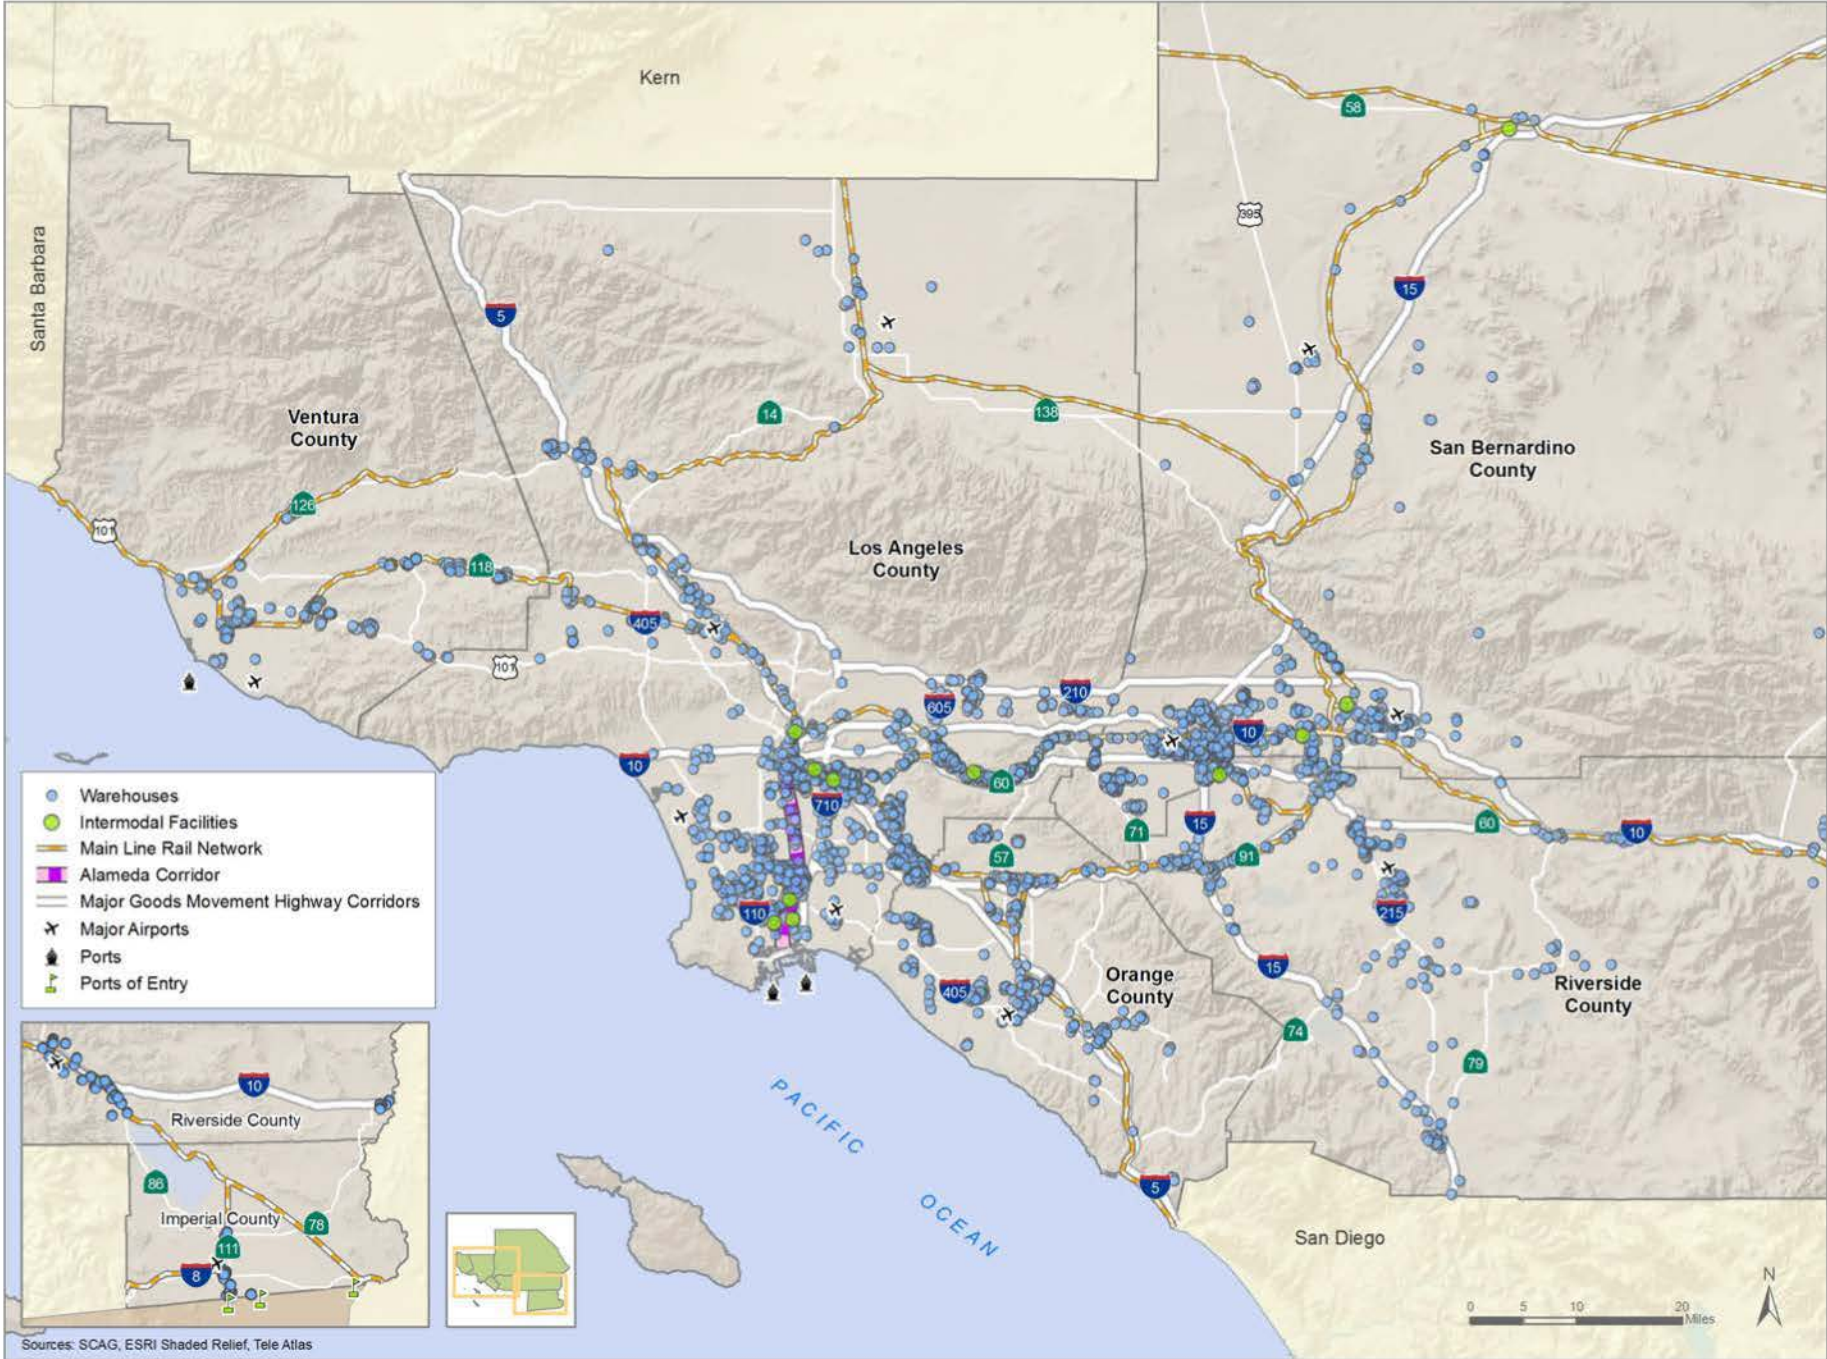 Kern
58
395
Santa Barbara
5
15
Ventura
County
14
138
San Bernardino
County
126
101
Los Angeles
County
118
405
101
605
210
10
10
60
710
71
15
60
10
57
91
110
215
Orange
County
405
15
Riverside
County
74
79
PACIFIC
OCEAN
5
San Diego
Warehouses
Intermodal Facilities
Main Line Rail Network
Alameda Corridor
Major Goods Movement Highway Corridors
Major Airports
Ports
Ports of Entry
10
Riverside County
86
Imperial County
78
111
8
N
0 5 10 20
Miles
Sources: SCAG, ESRI Shaded Relief, Tele Atlas